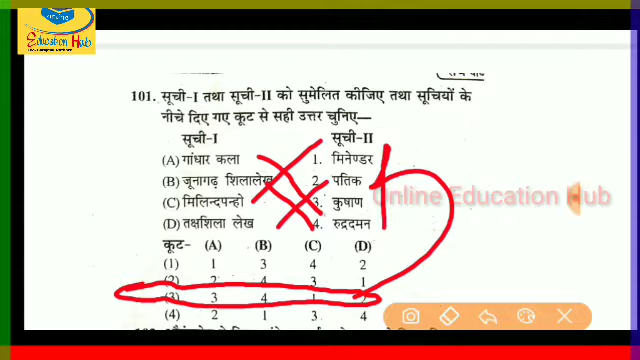 online
Education Hub
101. सूची-I तथा सूची-II को सुमेलित कीजिए तथा सूचियों के
नीचे दिए गए कूट से सही उत्तर चुनिए—
सूची-I सूची-II
(A) गांधार कला 1. मिनेण्डर
(B) जूनागढ़ शिलालेख 2. पतिक
(C) मिलिन्दपन्हो 3. कुषाण
(D) तक्षशिला लेख 4. रुद्रदमन
Online Education Hub
कूट- (A) (B) (C) (D)
(1) 1 3 4 2
(2) 2 4 3 1
(3) 3 4 1 2
(4) 2 1 3 4